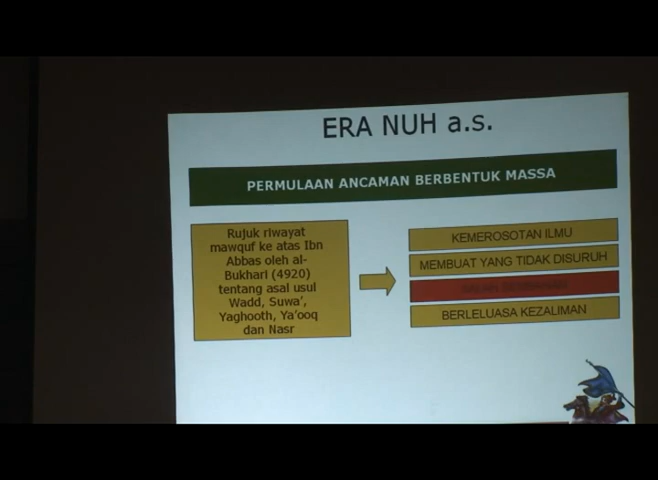 ERA NUH a.s.
PERMULAAN ANCAMAN BERBENTUK MASSA
Rujuk riwayat
mawquf ke atas Ibn
Abbas oleh al-
Bukhari (4920)
tentang asal usul
Wadd, Suwa’,
Yaghooth, Ya’ooq
dan Nasr
KEMEROSOTAN ILMU
MEMBUAT YANG TIDAK DISURUH
BERLELUASA KEZALIMAN